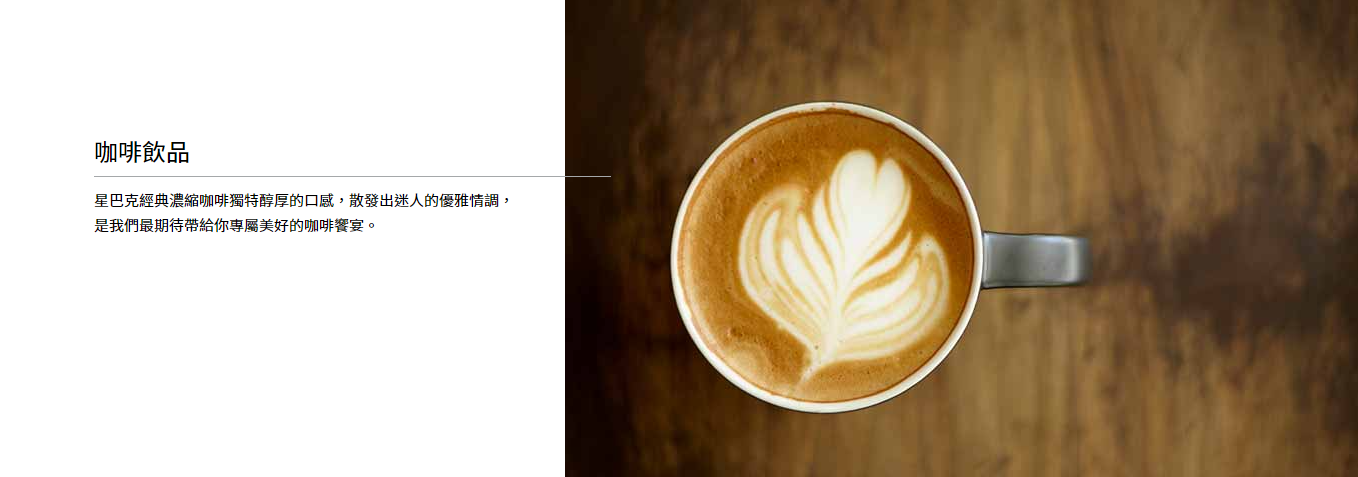 咖啡飲品
星巴克經典濃縮咖啡獨特醇厚的口感，散發出迷人的優雅情調，
是我們最期待帶給你專屬美好的咖啡饗宴。